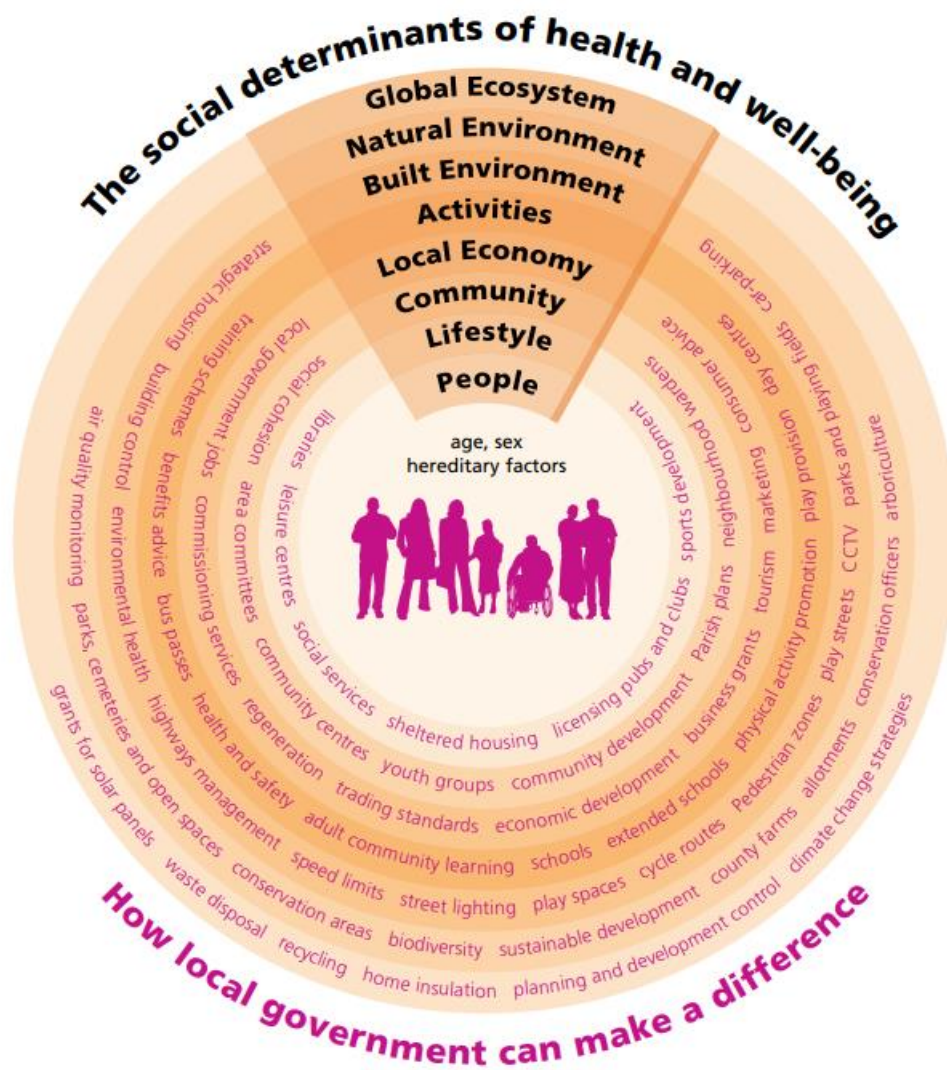 The social determinants of health and well-being
Global Ecosystem
Natural Environment
Built Environment
Activities
Local Economy
Community
Lifestyle
People
age, sex
hereditary factors
libraries leisure centres social services sheltered housing licensing pubs and clubs sports development
social cohesion area committees community centres youth groups community development Parish plans neighbourhood wardens
local government jobs commissioning services regeneration trading standards economic development business grants tourism marketing consumer advice
training schemes benefits advice bus passes health and safety adult community learning schools extended schools physical activity promotion play provision day centres
strategic housing building control environmental health highways management speed limits street lighting play spaces cycle routes Pedestrian zones play streets CCTV parks and playing fields car-parking
air quality monitoring parks, cemeteries and open spaces conservation areas biodiversity sustainable development county farms allotments conservation officers arboriculture
grants for solar panels waste disposal recycling home insulation planning and development control climate change strategies
How local government can make a difference